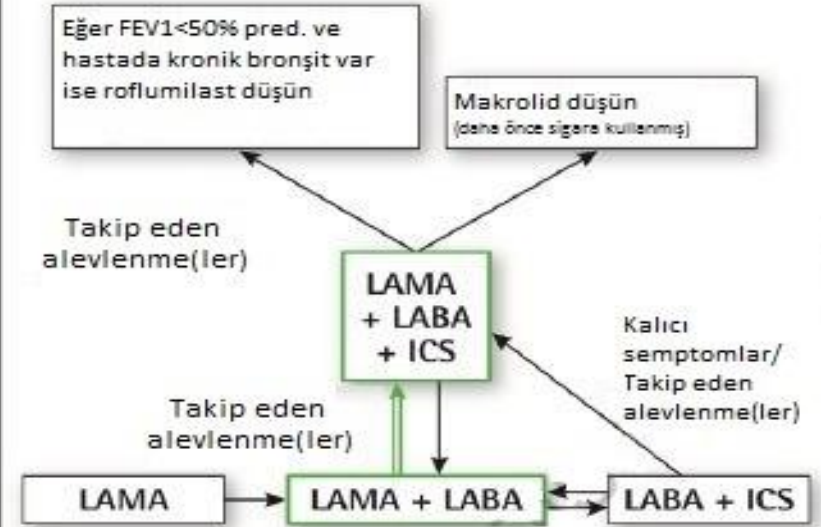 Eğer FEV1<50% pred. ve
hastada kronik bronşit var
ise roflumilast düşün
Makrolid düşün
(daha önce sigara kullanmış)
Takip eden
alevlenme(ler)
LAMA
+ LABA
+ ICS
Kalıcı
semptomlar/
Takip eden
alevlenme(ler)
Takip eden
alevlenme(ler)
LAMA
LAMA + LABA
LABA + ICS